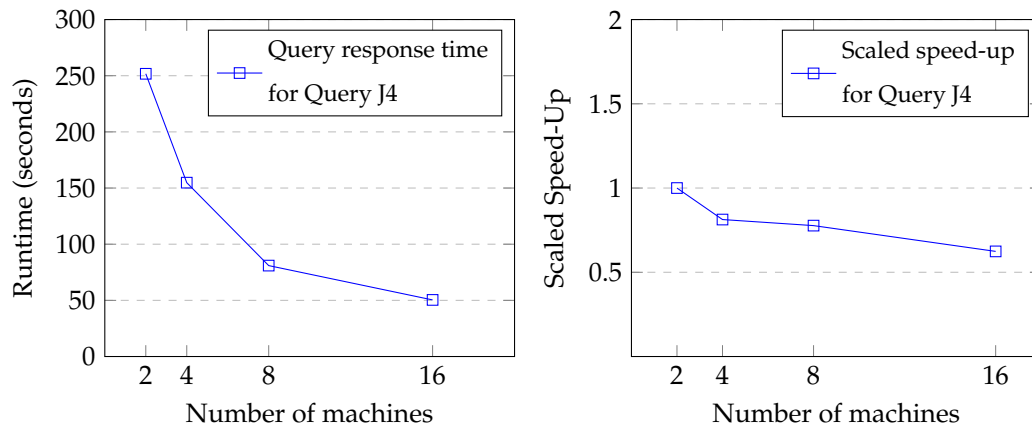 300
250
200
150
100
50
0
Runtime (seconds)
Query response time
for Query J4
2 4 8 16
Number of machines
2
1.5
1
0.5
Scaled Speed-Up
Scaled speed-up
for Query J4
2 4 8 16
Number of machines